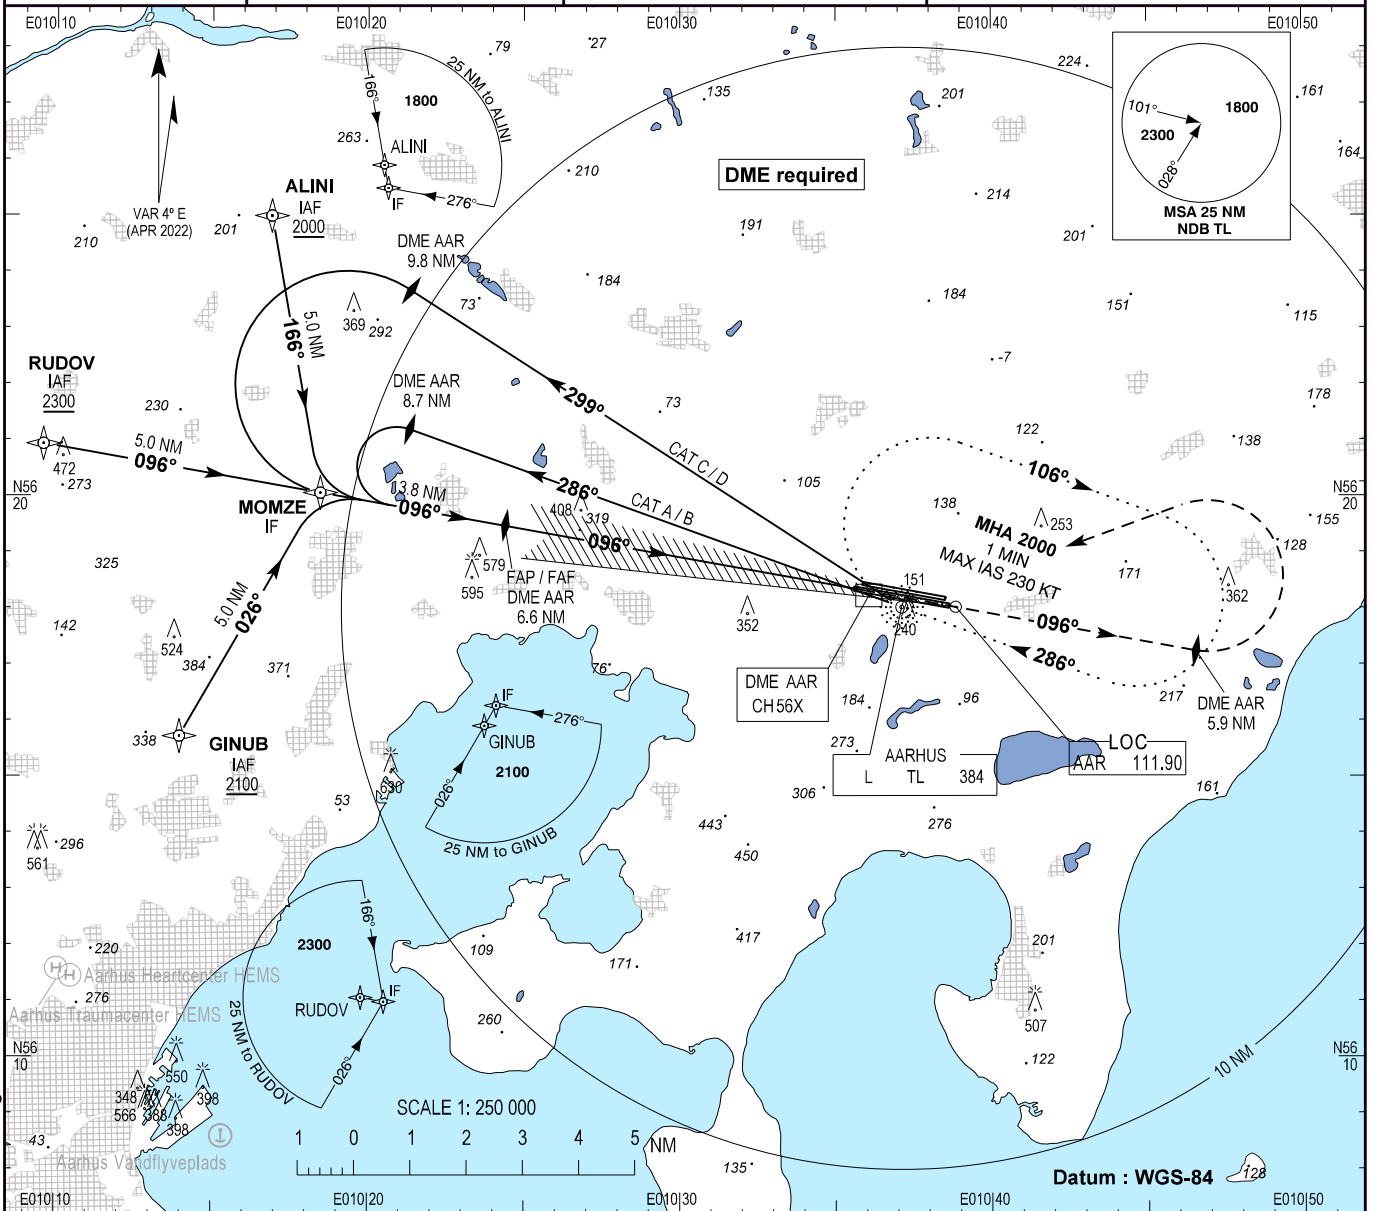 E010|10
E010|20
E010|30
E010|40
E010|50
79
27
224
161
25 NM to ALINI
166°
1800
135
201
101°
1800
2300
028°
MSA 25 NM
NDB TL
263
ALINI
IF
276°
210
DME required
164
214
ALINI
IAF
2000
VAR 4° E
(APR 2022)
210
201
191
201
DME AAR
9.8 NM
184
73
184
151
115
369
292
5.0 NM
166°
-7
RUDOV
IAF
2300
230
DME AAR
8.7 NM
299°
73
178
CAT C / D
122
138
5.0 NM
096°
472
273
106°
N56
20
MOMZE
IF
3.8 NM
096°
286°
CAT A / B
105
138
N56
20
408
319
253
155
MHA 2000
1 MIN
MAX IAS 230 KT
128
325
579
595
096°
FAP / FAF
DME AAR
6.6 NM
151
171
362
5.0 NM
026°
142
524
384
371
352
240
096°
286°
76
DME AAR
CH 56X
184
96
217
DME AAR
5.9 NM
338
GINUB
IAF
2100
IF
276°
GINUB
2100
026°
25 NM to GINUB
273
AARHUS
L TL 384
LOC
AAR 111.90
530
53
306
276
161
296
561
443
450
166°
2300
RUDOV
IF
026°
25 NM to RUDOV
220
109
171
417
201
Aarhus Heartcenter HEMS
276
Aarhus Traumacenter HEMS
260
507
122
N56
10
N56
10
10 NM
550
348
566
388
398
398
43
Aarhus Vandflyveplads
SCALE 1: 250 000
1 0 1 2 3 4 5 NM
135
Datum : WGS-84
128
E010|10
E010|20
E010|30
E010|40
E010|50